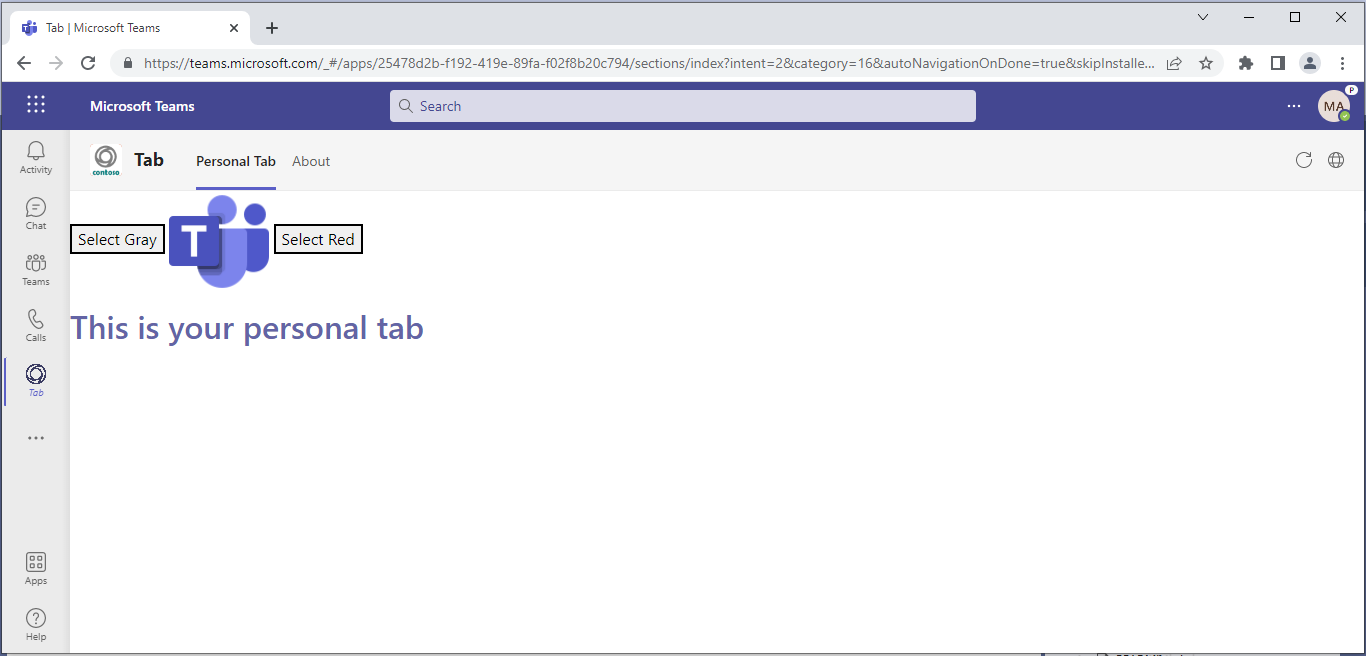 Tab | Microsoft Teams
https://teams.microsoft.com/_#/apps/25478d2b-f192-419e-89fa-f02f8b20c794/sections/index?intent=2&category=16&autoNavigationOnDone=true&skipInstalle...
Microsoft Teams
Search
MA
P
Activity
Chat
Teams
Calls
Tab
Apps
Help
contoso
Tab
Personal Tab
About
Select Gray
T
Select Red
This is your personal tab